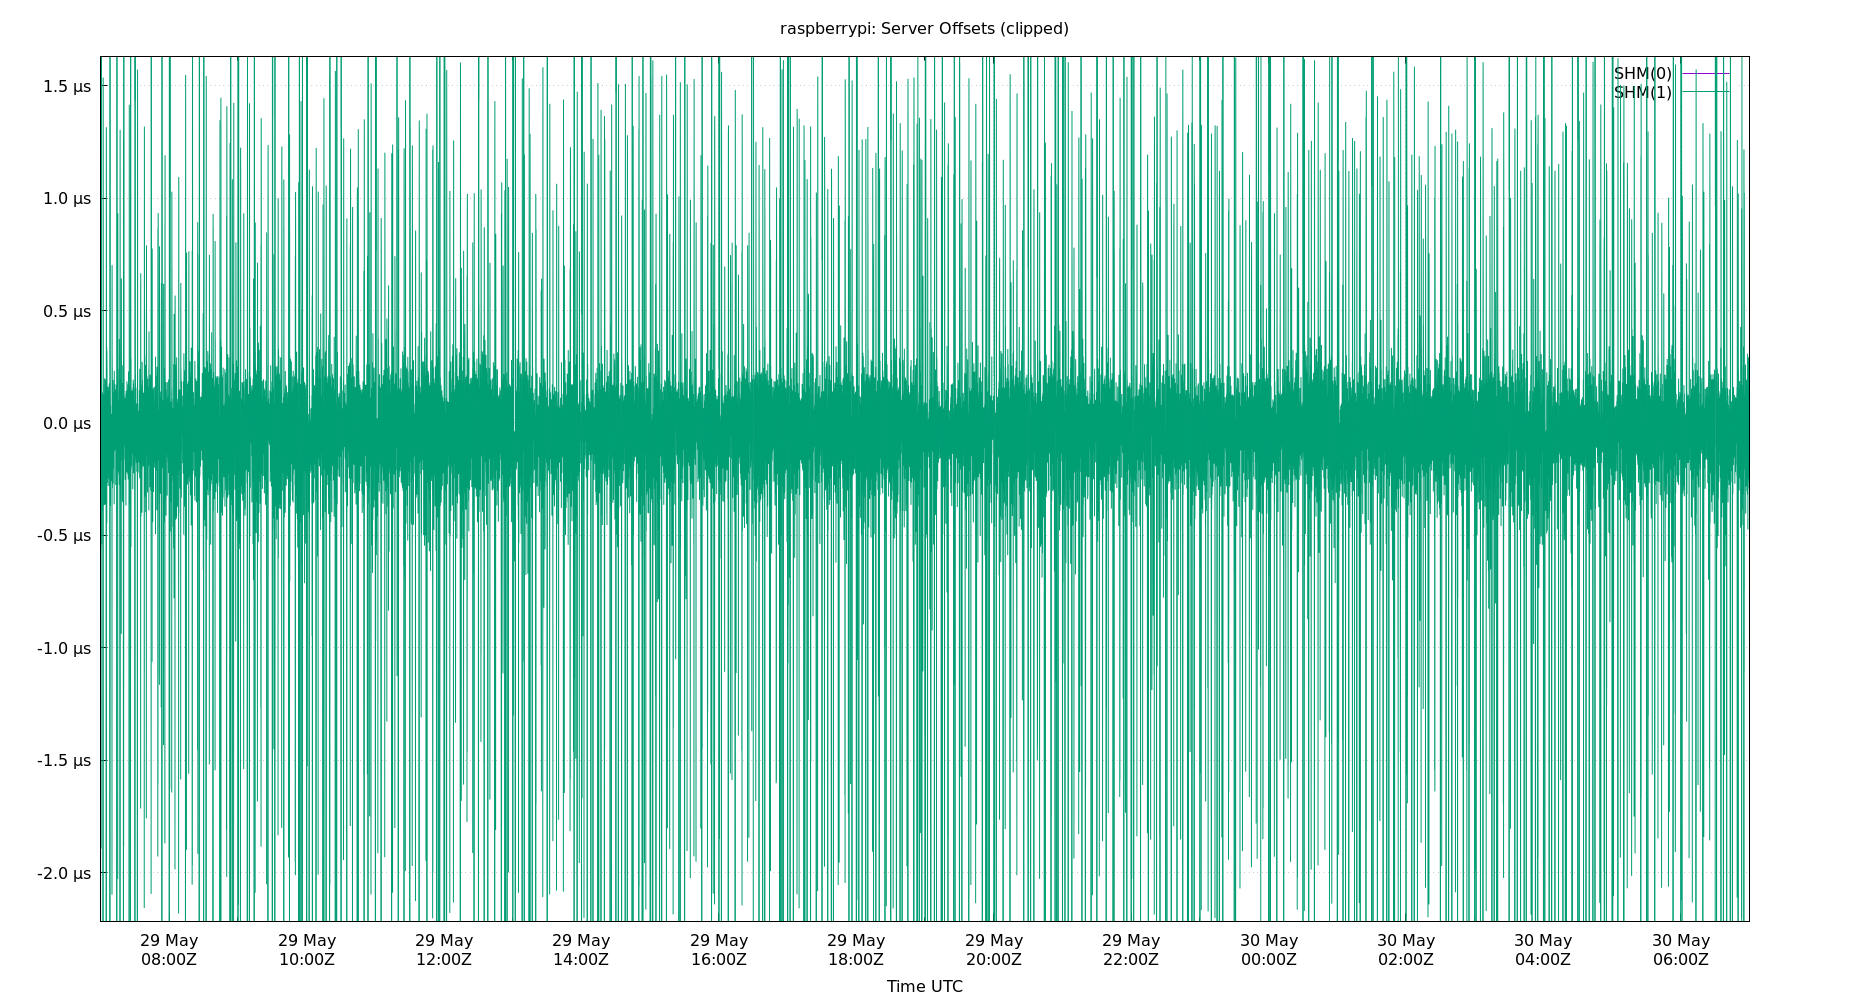 raspberrypi: Server Offsets (clipped)
SHM(0)
SHM(1)
1.5 µs
1.0 µs
0.5 µs
0.0 µs
-0.5 µs
-1.0 µs
-1.5 µs
-2.0 µs
29 May 29 May 29 May 29 May 29 May 29 May 29 May 29 May 30 May 30 May 30 May 30 May
08:00Z 10:00Z 12:00Z 14:00Z 16:00Z 18:00Z 20:00Z 22:00Z 00:00Z 02:00Z 04:00Z 06:00Z
Time UTC